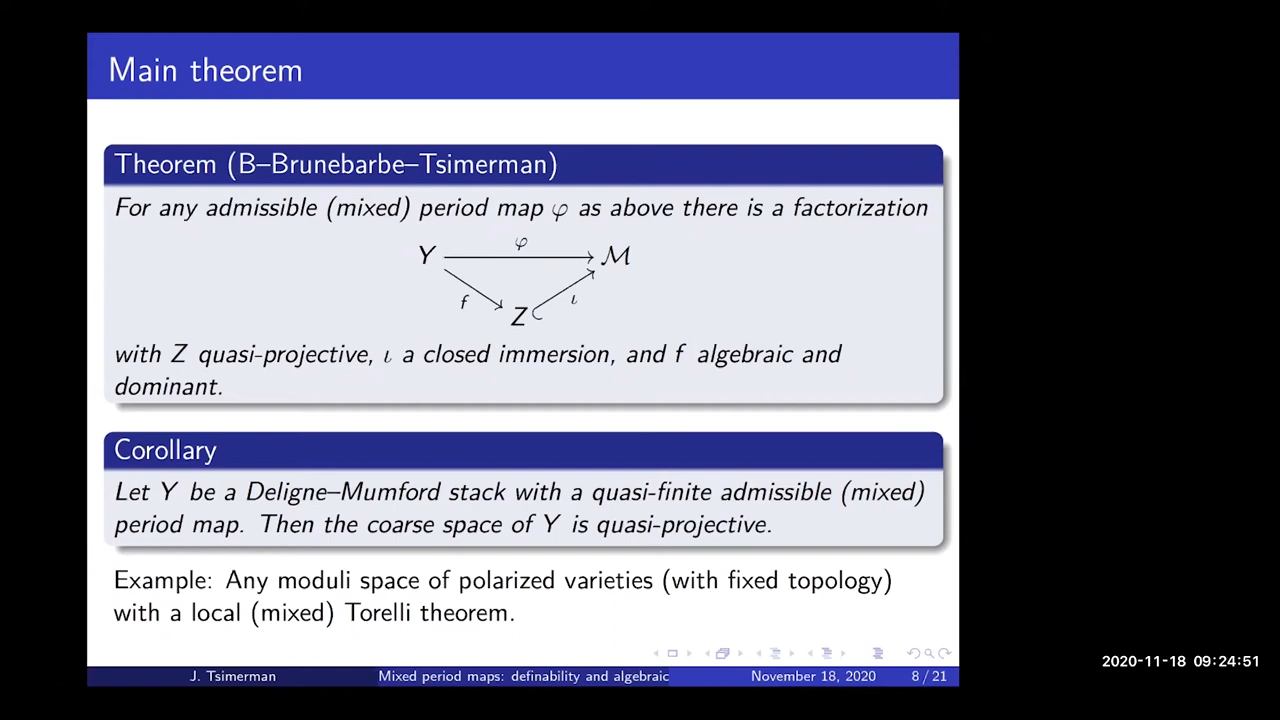 Main theorem
Theorem (B–Brunebarbe–Tsimerman)
For any admissible (mixed) period map φ as above there is a factorization
φ
Y M
f ι
Z
with Z quasi-projective, ι a closed immersion, and f algebraic and
dominant.
Corollary
Let Y be a Deligne–Mumford stack with a quasi-finite admissible (mixed)
period map. Then the coarse space of Y is quasi-projective.
Example: Any moduli space of polarized varieties (with fixed topology)
with a local (mixed) Torelli theorem.
2020-11-18 09:24:51
J. Tsimerman Mixed period maps: definability and algebraic November 18, 2020 8 / 21